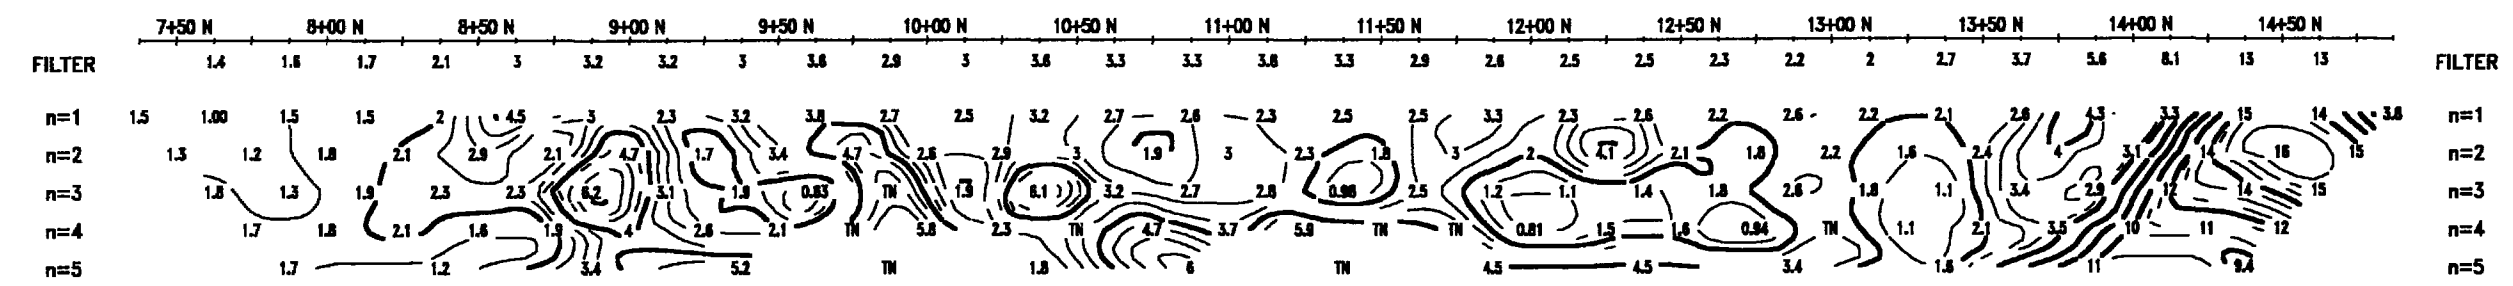 7+50 N 8+00 N 8+50 N 9+00 N 9+50 N 10+00 N 10+50 N 11+00 N 11+50 N 12+00 N 12+50 N 13+00 N 13+50 N 14+00 N 14+50 N
FILTER 1.4 1.6 1.7 2.1 3 3.2 3.2 3 3.6 2.9 3 3.6 3.3 3.3 3.8 3.3 2.9 2.6 2.5 2.5 2.3 2.2 2 2.7 3.7 5.6 8.1 13 13 FILTER
n=1 1.5 1.00 1.5 1.5 2 4.5 3 2.3 3.2 3.8 2.7 2.5 3.2 2.7 2.6 2.3 2.5 2.5 3.3 2.3 2.6 2.2 2.6 2.2 2.1 2.6 4.3 3.3 15 14 3.8 n=1
n=2 1.3 1.2 1.8 2.1 2.9 2.1 4.7 1.7 3.4 4.7 2.6 2.9 3 1.9 3 2.3 1.8 3 2 4.1 2.1 1.8 2.2 1.6 2.4 4 3.1 14 16 13 n=2
n=3 1.8 1.3 1.9 2.3 2.3 6.2 3.1 1.9 0.83 TN 1.9 8.1 3.2 2.7 2.8 0.96 2.5 1.2 1.1 1.4 1.8 2.6 1.8 1.1 3.4 2.9 12 14 15 n=3
n=4 1.7 1.8 2.1 1.6 1.9 4 2.6 2.1 TN 5.8 2.3 TN 4.7 3.7 5.9 TN TN 0.81 1.5 1.6 0.94 TN 1.1 2.1 3.5 10 11 12 n=4
n=5 1.7 1.2 3.4 5.2 TN 1.8 6 TN 4.5 4.5 3.4 1.6 11 9.4 n=5